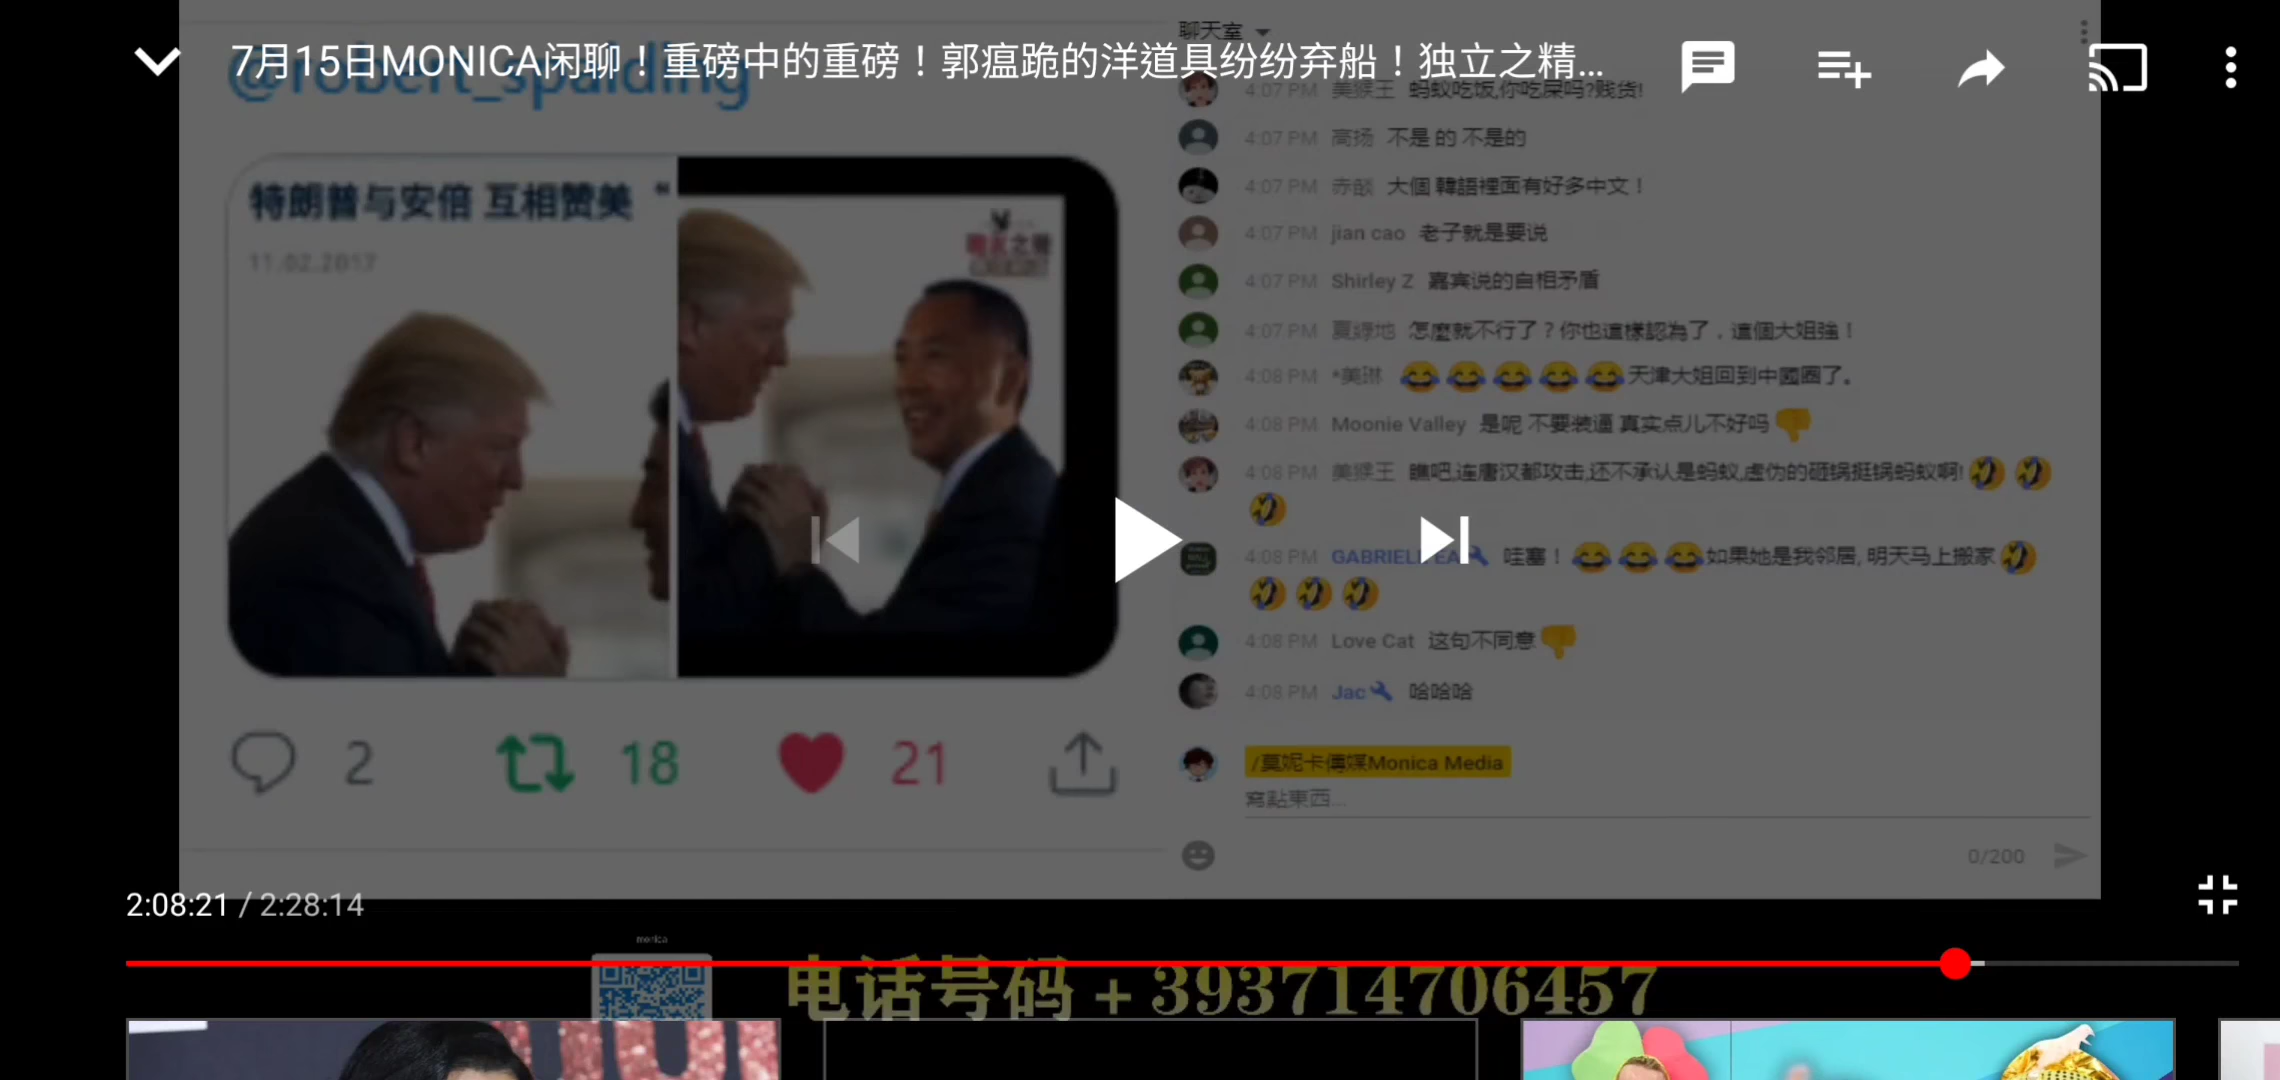 聊天室
7月15日MONICA闲聊！重磅中的重磅！郭瘟跪的洋道具纷纷弃船！独立之精...
@robert_spalding
特朗普与安倍 互相赞美 “
11.02.2017
4:07 PM 美猴王 蚂蚁吃饭,你吃屎吗?贱货!
4:07 PM 高扬 不是 的 不是的
4:07 PM 大個 韓語裡面有好多中文！
4:07 PM jian cao 老子就是要说
4:07 PM Shirley Z 嘉宾说的自相矛盾
4:07 PM 夏綠地 怎麼就不行了？你也這樣認為了，這個大姐強！
4:08 PM *美琳 😂😂😂😂😂天津大姐回到中國圈了。
4:08 PM Moonie Valley 是呢 不要装逼 真实点儿不好吗👎
4:08 PM 美猴王 瞧吧,连唐汉都攻击,还不承认是蚂蚁,虚伪的砸锅挺锅蚂蚁啊!🤣🤣
🤣
4:08 PM 哇塞！😂😂😂如果她是我邻居, 明天马上搬家🤣
🤣🤣🤣
4:08 PM Love Cat 这句不同意👎
4:08 PM Jac 哈哈哈
2 18 21
/莫妮卡傳媒Monica Media
寫點東西...
0/200
2:08:21 / 2:28:14
monica
电话号码＋393714706457